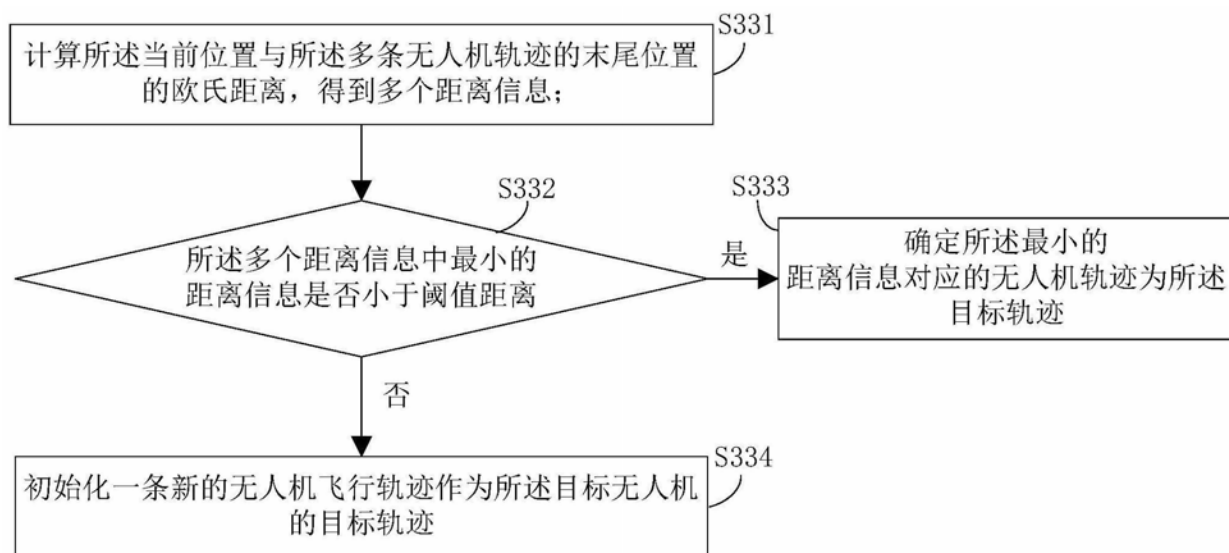 S331
计算所述当前位置与所述多条无人机轨迹的末尾位置
的欧氏距离，得到多个距离信息；
S332
所述多个距离信息中最小的
距离信息是否小于阈值距离
是
S333
确定所述最小的
距离信息对应的无人机轨迹为所述
目标轨迹
否
S334
初始化一条新的无人机飞行轨迹作为所述目标无人机
的目标轨迹